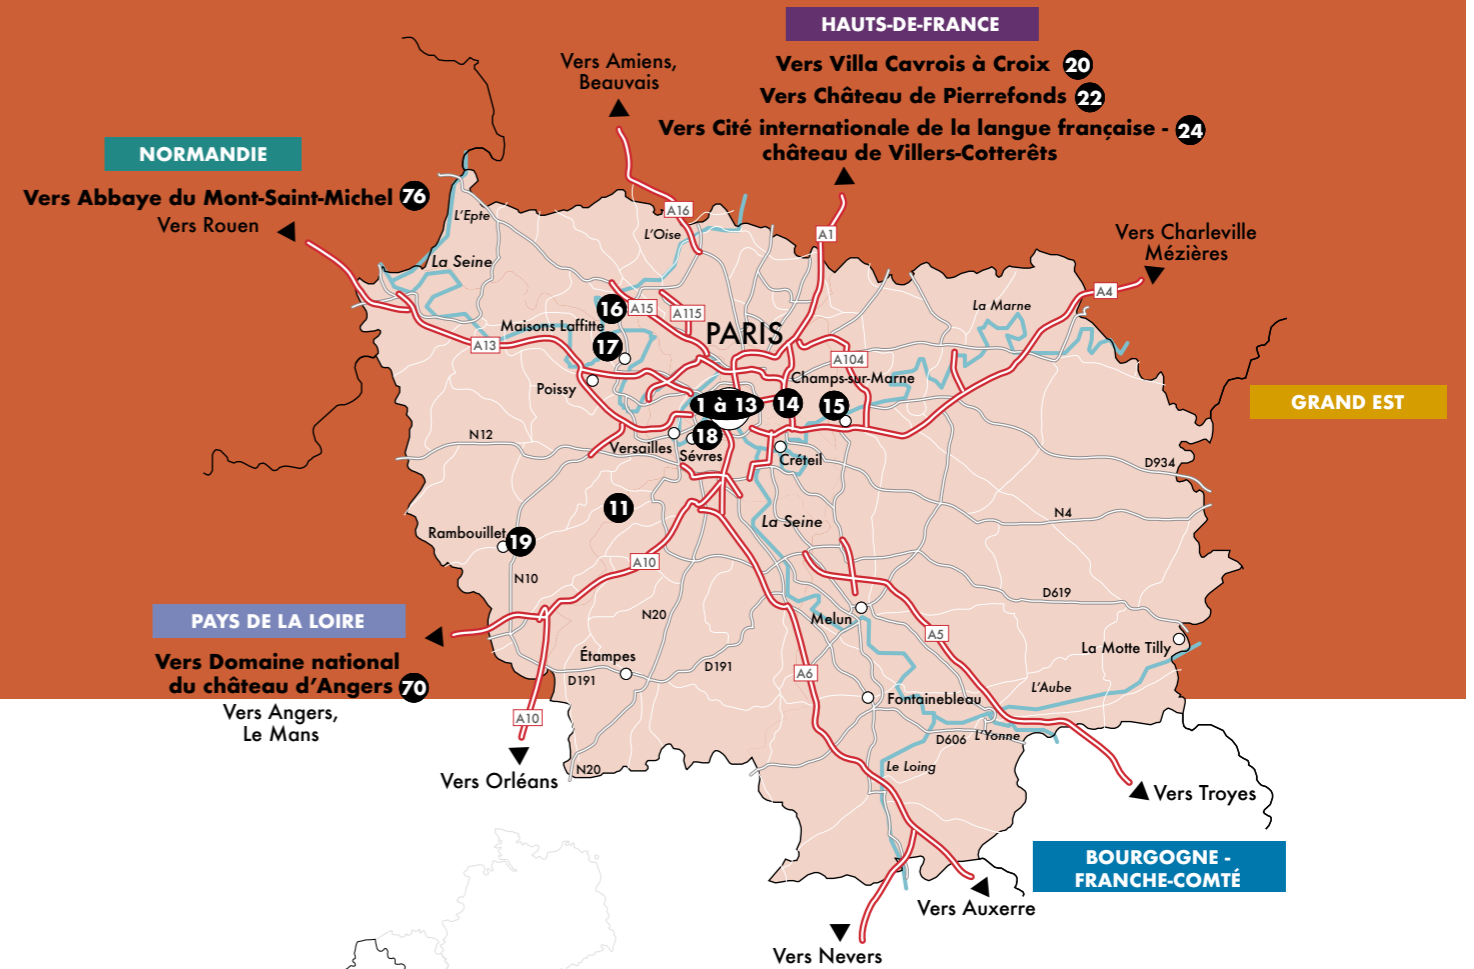 HAUTS-DE-FRANCE
Vers Villa Cavrois à Croix 20
Vers Château de Pierrefonds 22
Vers Cité internationale de la langue française - 24
château de Villers-Cotterêts
Vers Amiens,
Beauvais
NORMANDIE
Vers Abbaye du Mont-Saint-Michel 76
Vers Rouen
L'Epte
La Seine
A16
L'Oise
A1
Vers Charleville
Mézières
A4
La Marne
16
A15
A115
Maisons Laffitte
17
PARIS
A13
A104
Poissy
Champs-sur-Marne
1 à 13
14
15
GRAND EST
N12
Versailles
18
Sévres
Créteil
D934
11
La Seine
N4
Rambouillet
19
A10
N10
D619
N20
Melun
A5
PAYS DE LA LOIRE
Vers Domaine national
du château d'Angers 70
Vers Angers,
Le Mans
Étampes
D191
D191
A6
La Motte Tilly
L'Aube
Fontainebleau
A10
D606
L'Yonne
Le Loing
N20
Vers Orléans
Vers Troyes
BOURGOGNE -
FRANCHE-COMTÉ
Vers Auxerre
Vers Nevers